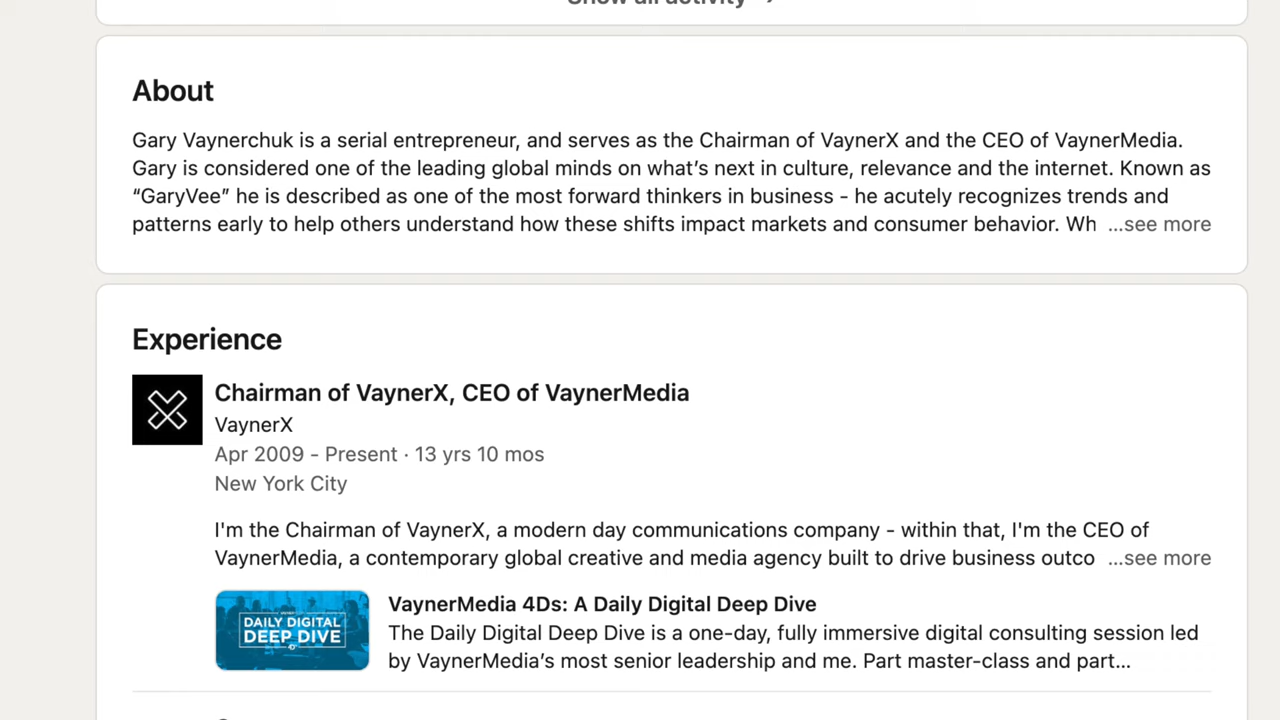 Show all activity →
About
Gary Vaynerchuk is a serial entrepreneur, and serves as the Chairman of VaynerX and the CEO of VaynerMedia.
Gary is considered one of the leading global minds on what’s next in culture, relevance and the internet. Known as
“GaryVee” he is described as one of the most forward thinkers in business - he acutely recognizes trends and
patterns early to help others understand how these shifts impact markets and consumer behavior. Wh ...see more
Experience
Chairman of VaynerX, CEO of VaynerMedia
VaynerX
Apr 2009 - Present · 13 yrs 10 mos
New York City
I'm the Chairman of VaynerX, a modern day communications company - within that, I'm the CEO of
VaynerMedia, a contemporary global creative and media agency built to drive business outco ...see more
DAILY DIGITAL
DEEP DIVE
VaynerMedia 4Ds: A Daily Digital Deep Dive
The Daily Digital Deep Dive is a one-day, fully immersive digital consulting session led
by VaynerMedia’s most senior leadership and me. Part master-class and part...